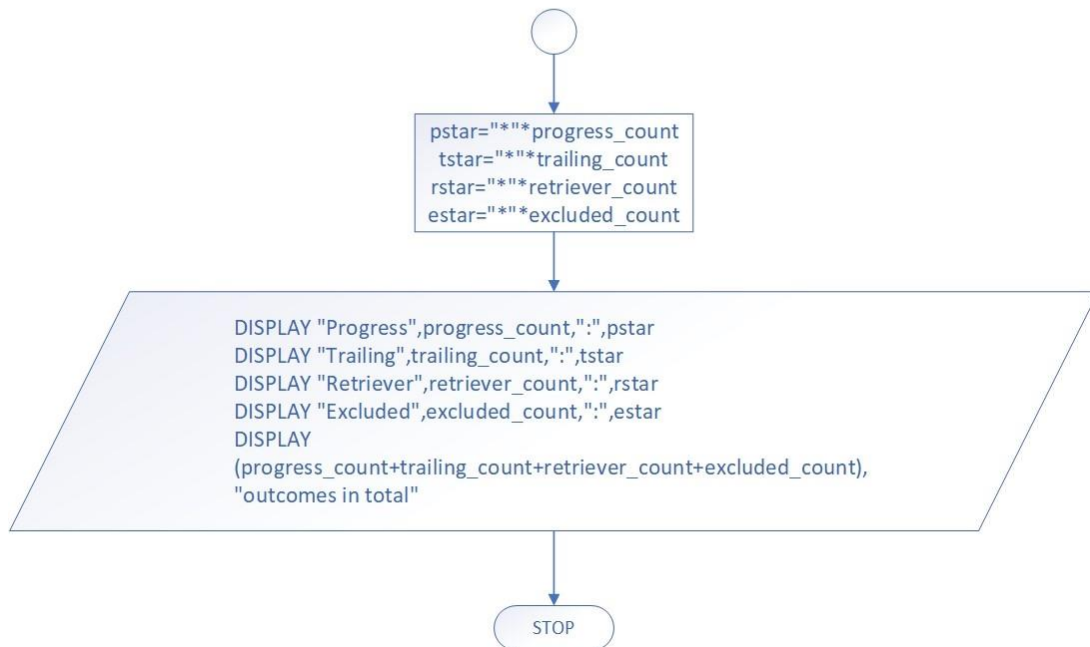 pstar="*"*progress_count
tstar="*"*trailing_count
rstar="*"*retriever_count
estar="*"*excluded_count
DISPLAY "Progress",progress_count,":",pstar
DISPLAY "Trailing",trailing_count,":",tstar
DISPLAY "Retriever",retriever_count,":",rstar
DISPLAY "Excluded",excluded_count,":",estar
DISPLAY
(progress_count+trailing_count+retriever_count+excluded_count),
"outcomes in total"
STOP